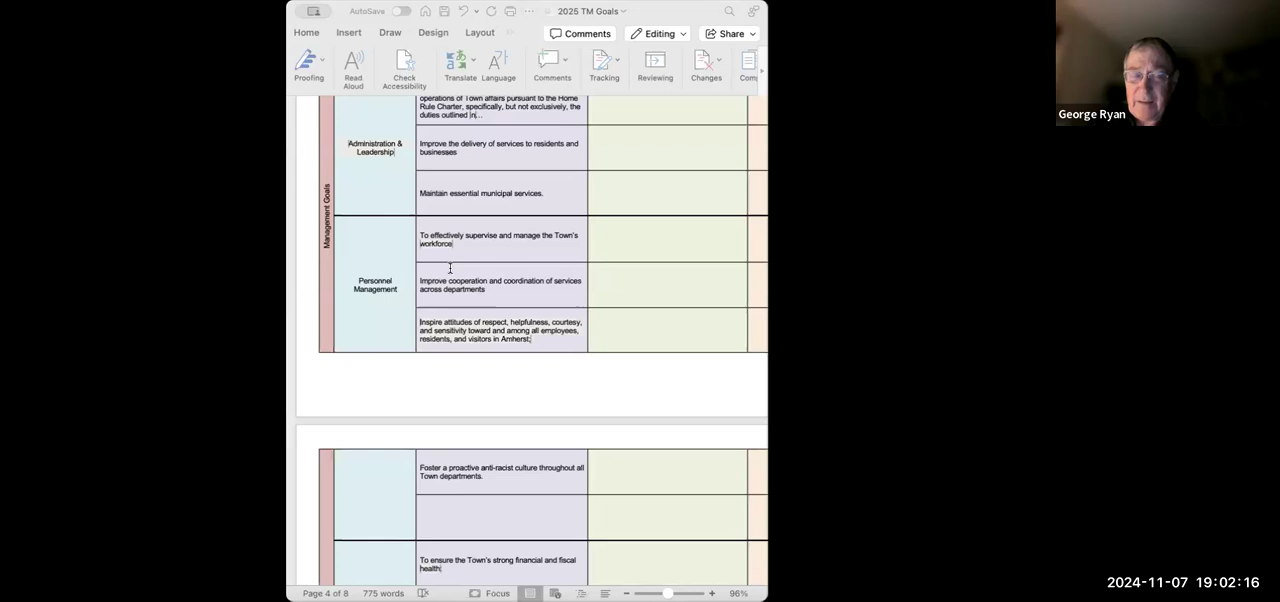 AutoSave
2025 TM Goals
Home Insert Draw Design Layout
Comments Editing Share
Proofing
Read
Aloud
Check
Accessibility
Translate Language
Comments
Tracking
Reviewing
Changes
George Ryan
operations of Town affairs pursuant to the Home
Rule Charter, specifically, but not exclusively, the
duties outlined in...
Management Goals
Administration &
Leadership
Improve the delivery of services to residents and
businesses
Maintain essential municipal services.
Personnel
Management
To effectively supervise and manage the Town's
workforce
Improve cooperation and coordination of services
across departments
Inspire attitudes of respect, helpfulness, courtesy,
and sensitivity toward and among all employees,
residents, and visitors in Amherst;
Foster a proactive anti-racist culture throughout all
Town departments.
To ensure the Town's strong financial and fiscal
health
Page 4 of 8 775 words
Focus
96%
2024-11-07 19:02:16